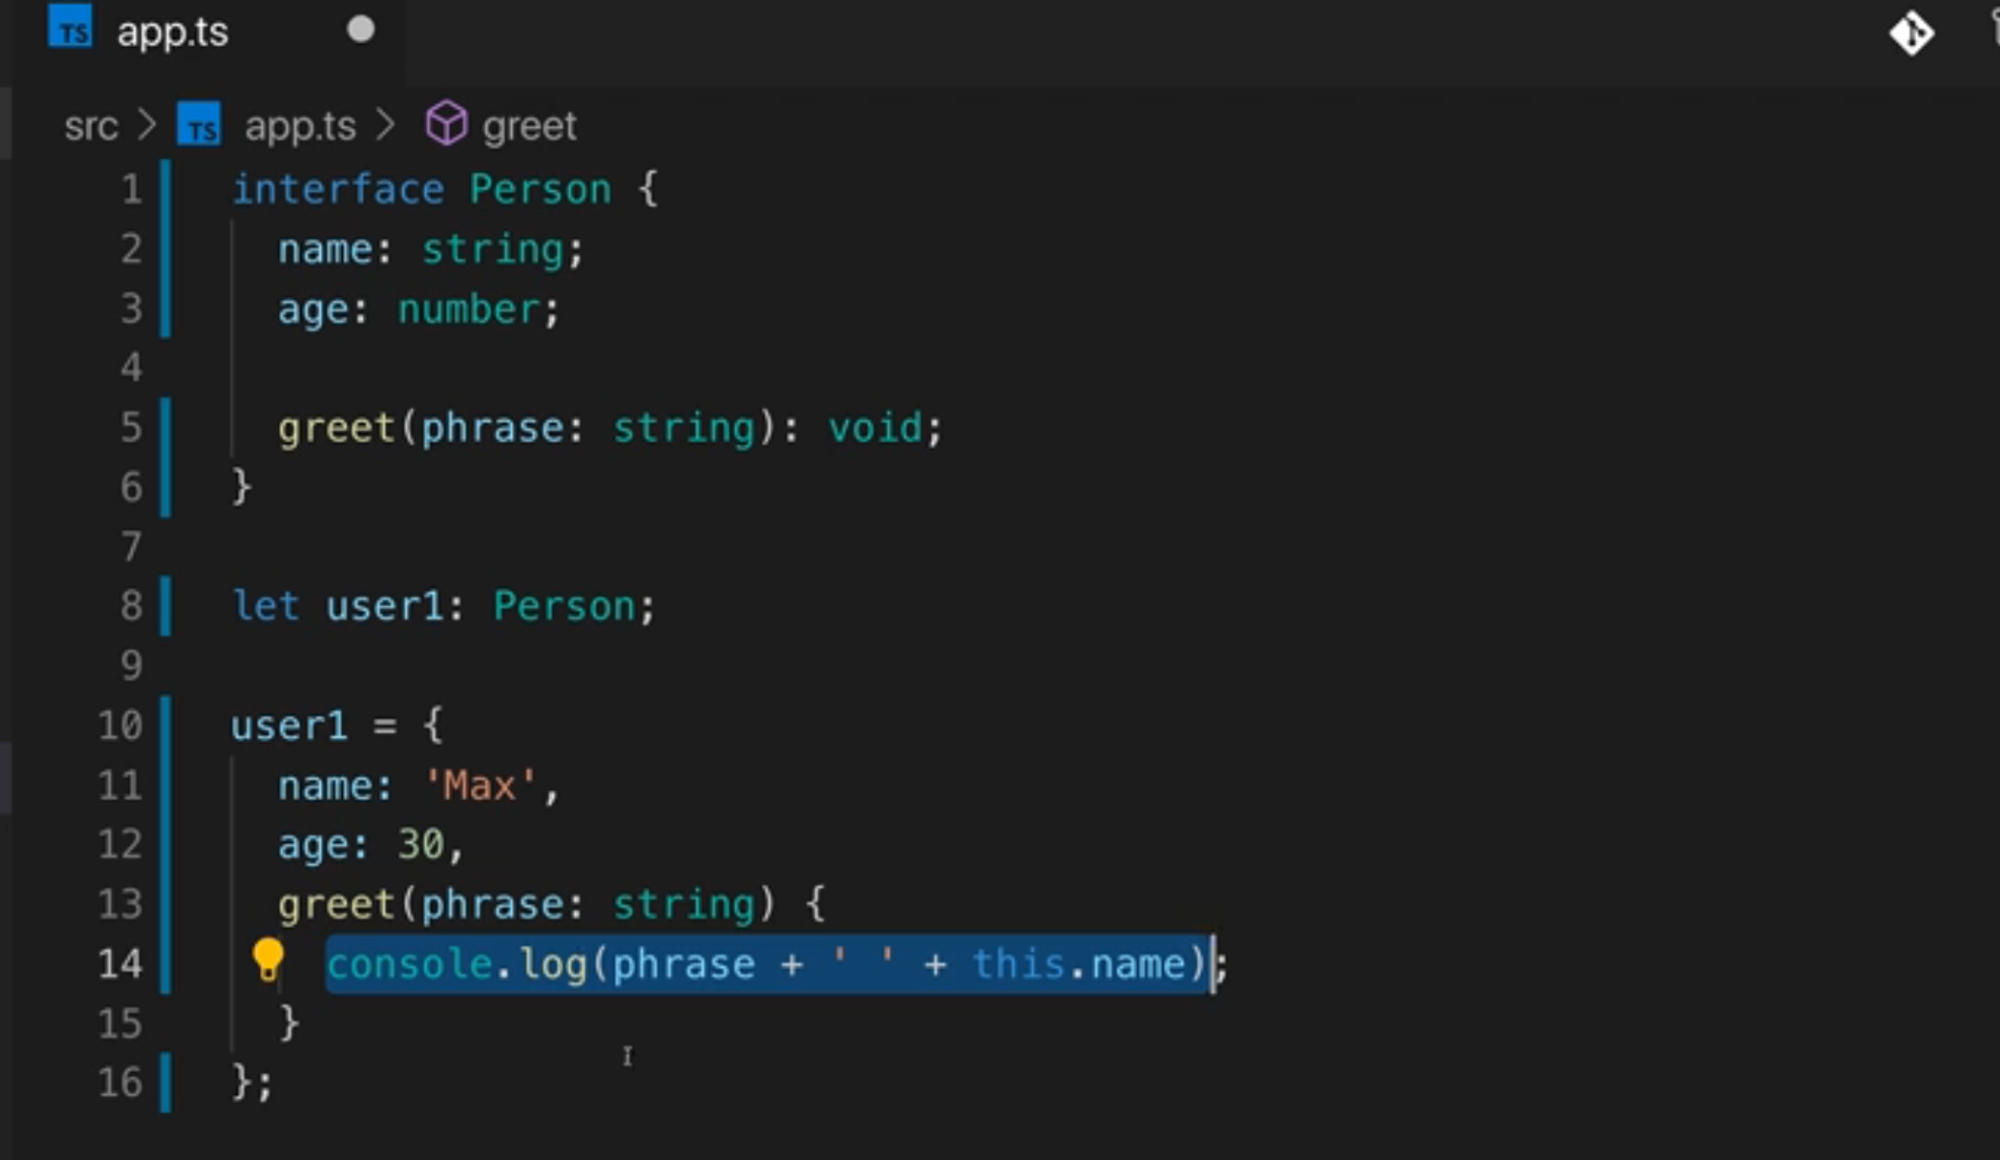 TS app.ts
src > TS app.ts > greet
1 interface Person {
2   name: string;
3   age: number;
4
5   greet(phrase: string): void;
6 }
7
8 let user1: Person;
9
10 user1 = {
11   name: 'Max',
12   age: 30,
13   greet(phrase: string) {
14     console.log(phrase + ' ' + this.name);
15   }
16 };